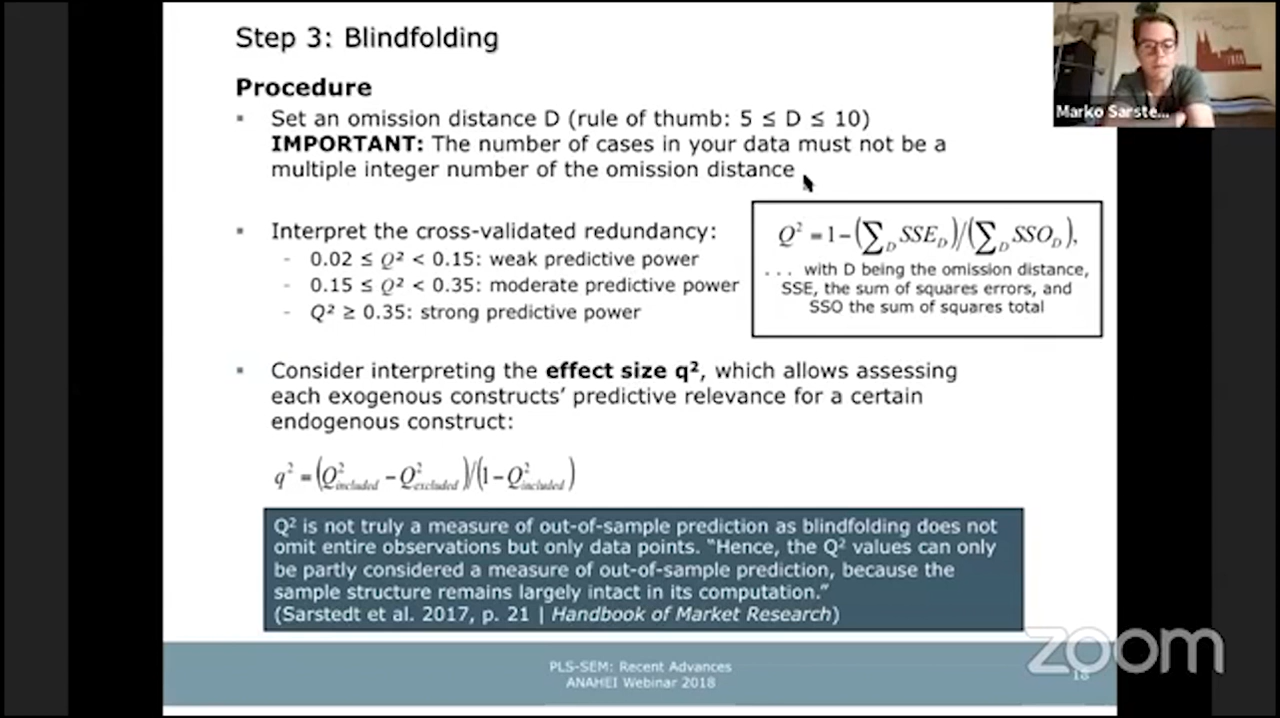 Step 3: Blindfolding
Marko Sarste...
Procedure
▪ Set an omission distance D (rule of thumb: 5 ≤ D ≤ 10)
IMPORTANT: The number of cases in your data must not be a
multiple integer number of the omission distance
▪ Interpret the cross-validated redundancy:
- 0.02 ≤ Q² < 0.15: weak predictive power
- 0.15 ≤ Q² < 0.35: moderate predictive power
- Q² ≥ 0.35: strong predictive power
Q² = 1 − (∑_D SSE_D)/(∑_D SSO_D),
. . . with D being the omission distance,
SSE, the sum of squares errors, and
SSO the sum of squares total
▪ Consider interpreting the effect size q², which allows assessing
each exogenous constructs’ predictive relevance for a certain
endogenous construct:
q² = (Q²_included − Q²_excluded)/(1 − Q²_included)
Q² is not truly a measure of out-of-sample prediction as blindfolding does not
omit entire observations but only data points. “Hence, the Q² values can only
be partly considered a measure of out-of-sample prediction, because the
sample structure remains largely intact in its computation.”
(Sarstedt et al. 2017, p. 21 | Handbook of Market Research)
PLS-SEM: Recent Advances
ANAHEI Webinar 2018
zoom
18